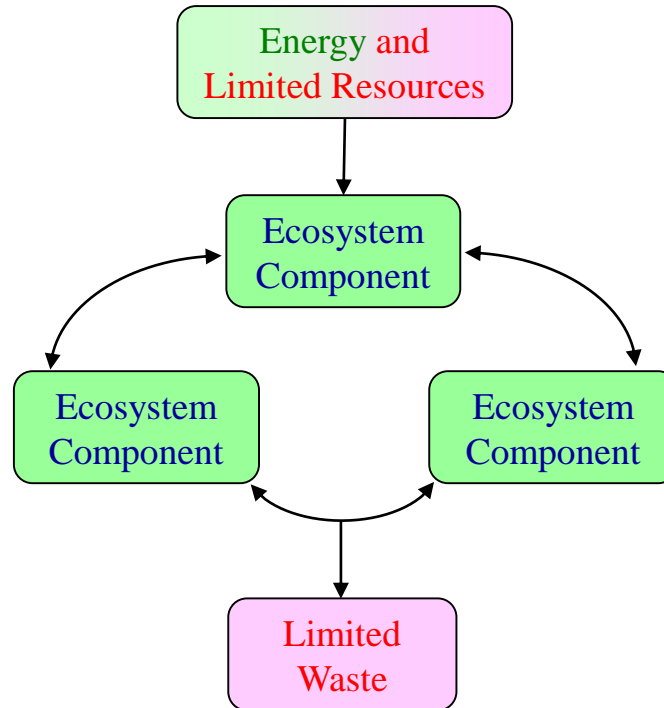 Energy and
Limited Resources
Ecosystem
Component
Ecosystem
Component
Ecosystem
Component
Limited
Waste